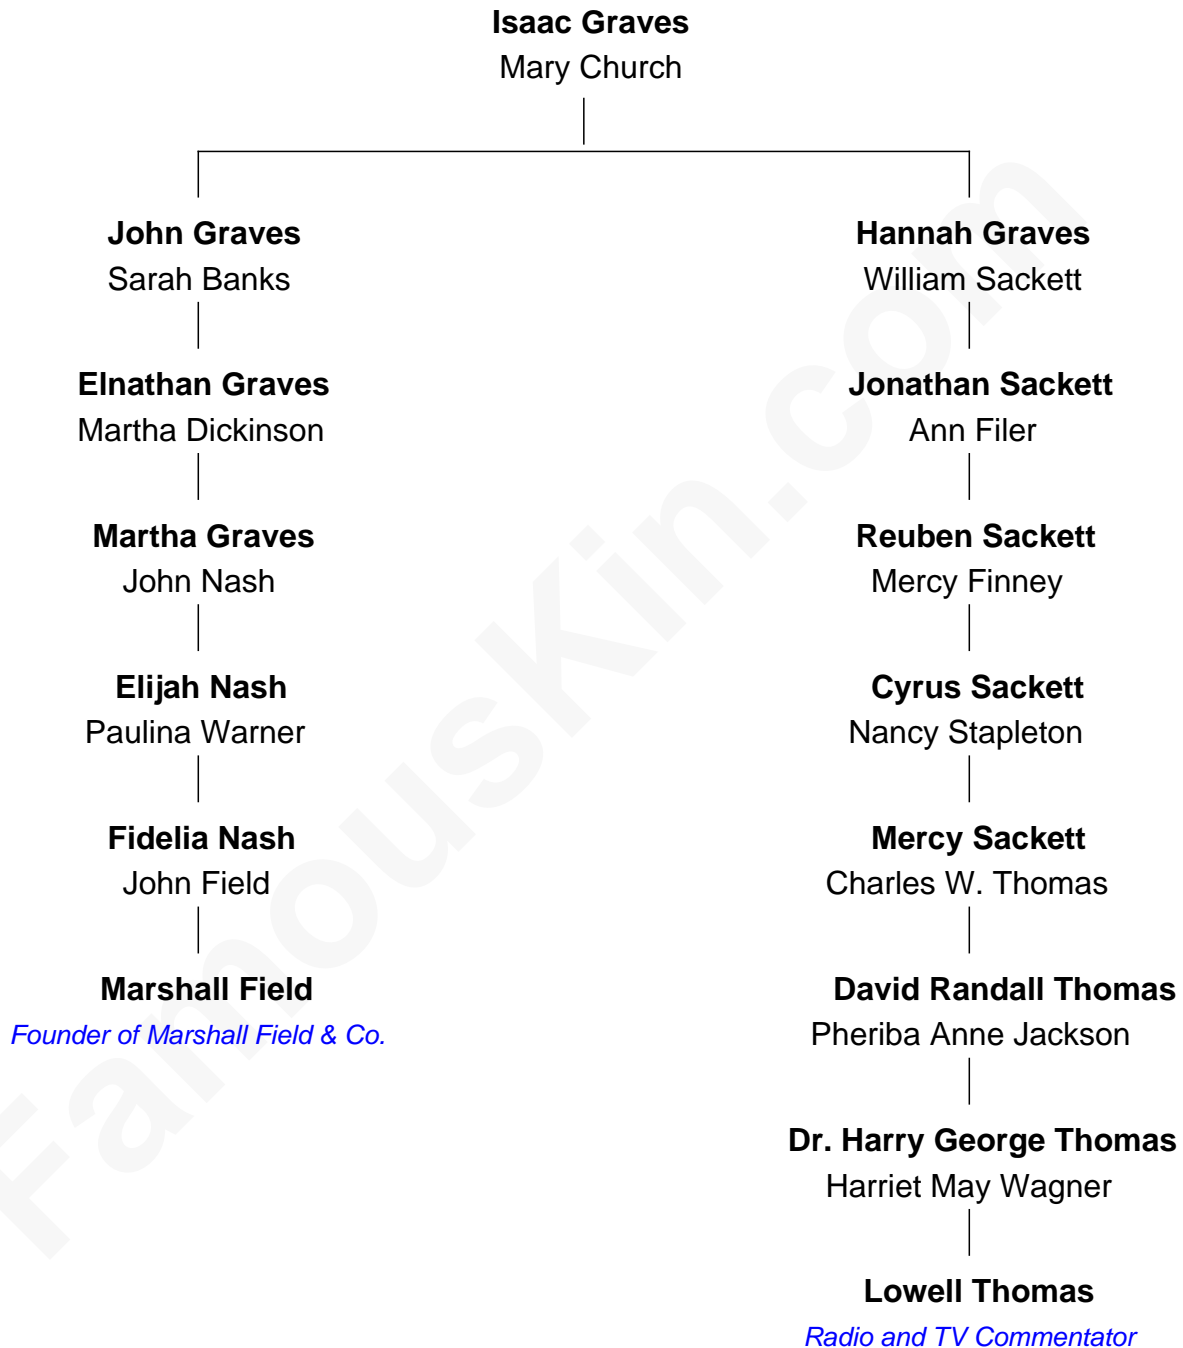 Isaac Graves
Mary Church
John Graves
Sarah Banks
Elnathan Graves
Martha Dickinson
Martha Graves
John Nash
Elijah Nash
Paulina Warner
Fidelia Nash
John Field
Marshall Field
Founder of Marshall Field & Co.
Hannah Graves
William Sackett
Jonathan Sackett
Ann Filer
Reuben Sackett
Mercy Finney
Cyrus Sackett
Nancy Stapleton
Mercy Sackett
Charles W. Thomas
David Randall Thomas
Pheriba Anne Jackson
Dr. Harry George Thomas
Harriet May Wagner
Lowell Thomas
Radio and TV Commentator
FamousKin.com